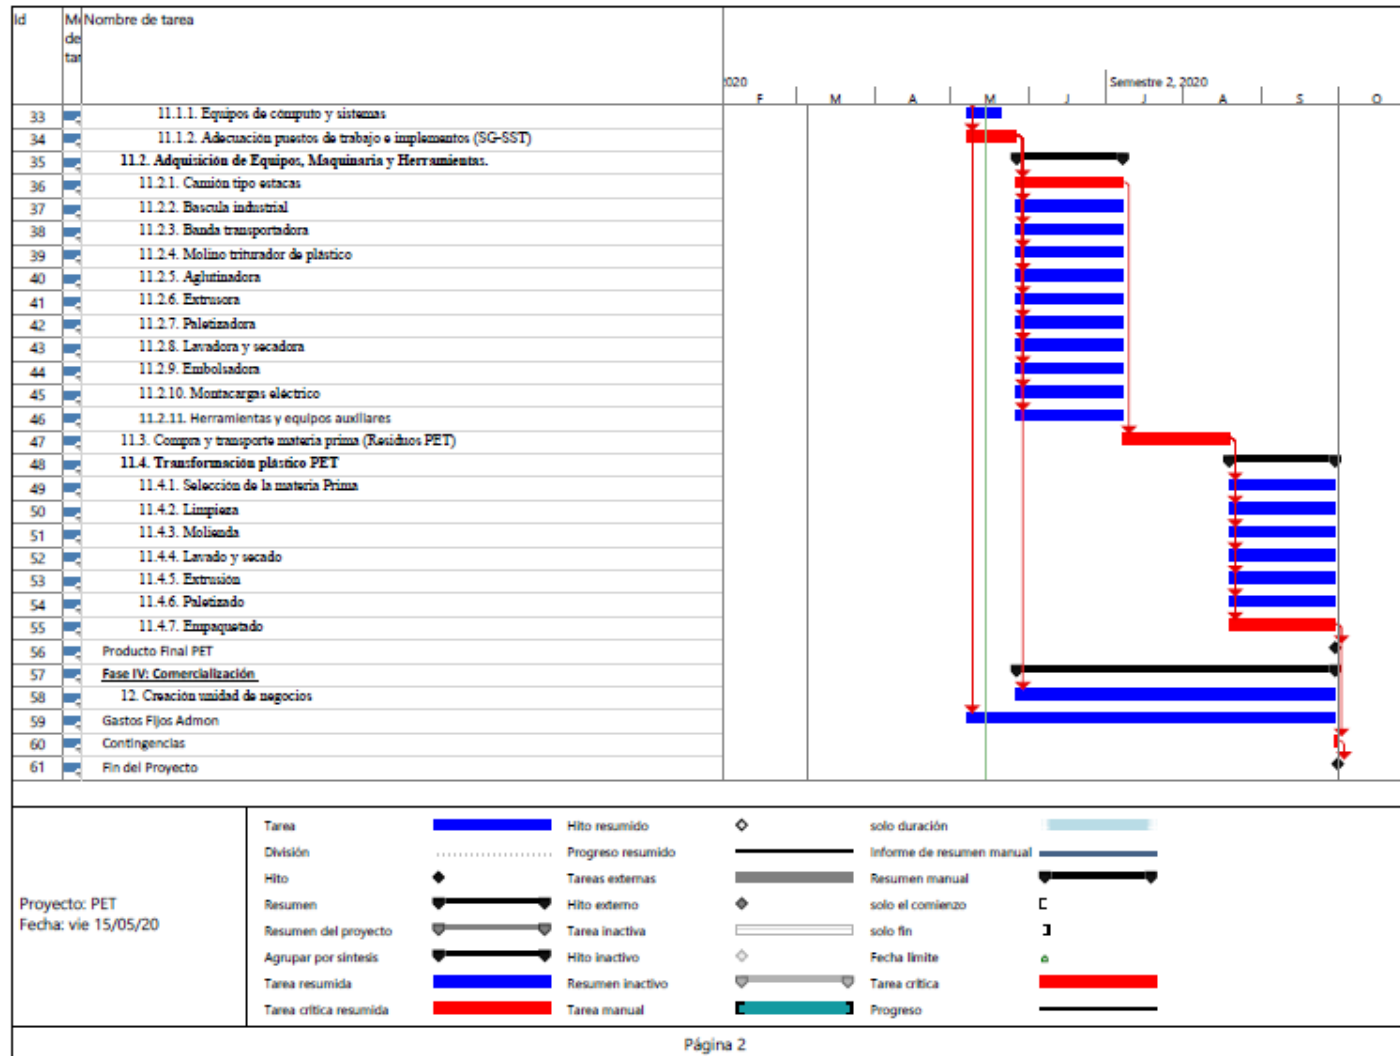 Id
Nombre de tarea
2020
Semestre 2, 2020
F M A M J J A S O
33 11.1.1. Equipos de cómputo y sistemas
34 11.1.2. Adecuación puestos de trabajo e implementos (SG-SST)
35 11.2. Adquisición de Equipos, Maquinaria y Herramientas.
36 11.2.1. Camión tipo estacas
37 11.2.2. Bascula industrial
38 11.2.3. Banda transportadora
39 11.2.4. Molino triturador de plástico
40 11.2.5. Aglutinadora
41 11.2.6. Extrusora
42 11.2.7. Paletizadora
43 11.2.8. Lavadora y secadora
44 11.2.9. Embolsadora
45 11.2.10. Montacargas eléctrico
46 11.2.11. Herramientas y equipos auxiliares
47 11.3. Compra y transporte materia prima (Residuos PET)
48 11.4. Transformación plástico PET
49 11.4.1. Selección de la materia Prima
50 11.4.2. Limpieza
51 11.4.3. Molienda
52 11.4.4. Lavado y secado
53 11.4.5. Extrusión
54 11.4.6. Paletizado
55 11.4.7. Empaquetado
56 Producto Final PET
57 Fase IV: Comercialización
58 12. Creación unidad de negocios
59 Gastos Fijos Admon
60 Contingencias
61 Fin del Proyecto
Proyecto: PET
Fecha: vie 15/05/20
Tarea Hito resumido solo duración
División Progreso resumido Informe de resumen manual
Hito Tareas externas Resumen manual
Resumen Hito externo solo el comienzo
Resumen del proyecto Tarea inactiva solo fin
Agrupar por síntesis Hito inactivo Fecha límite
Tarea resumida Resumen inactivo Tarea crítica
Tarea crítica resumida Tarea manual Progreso
Página 2